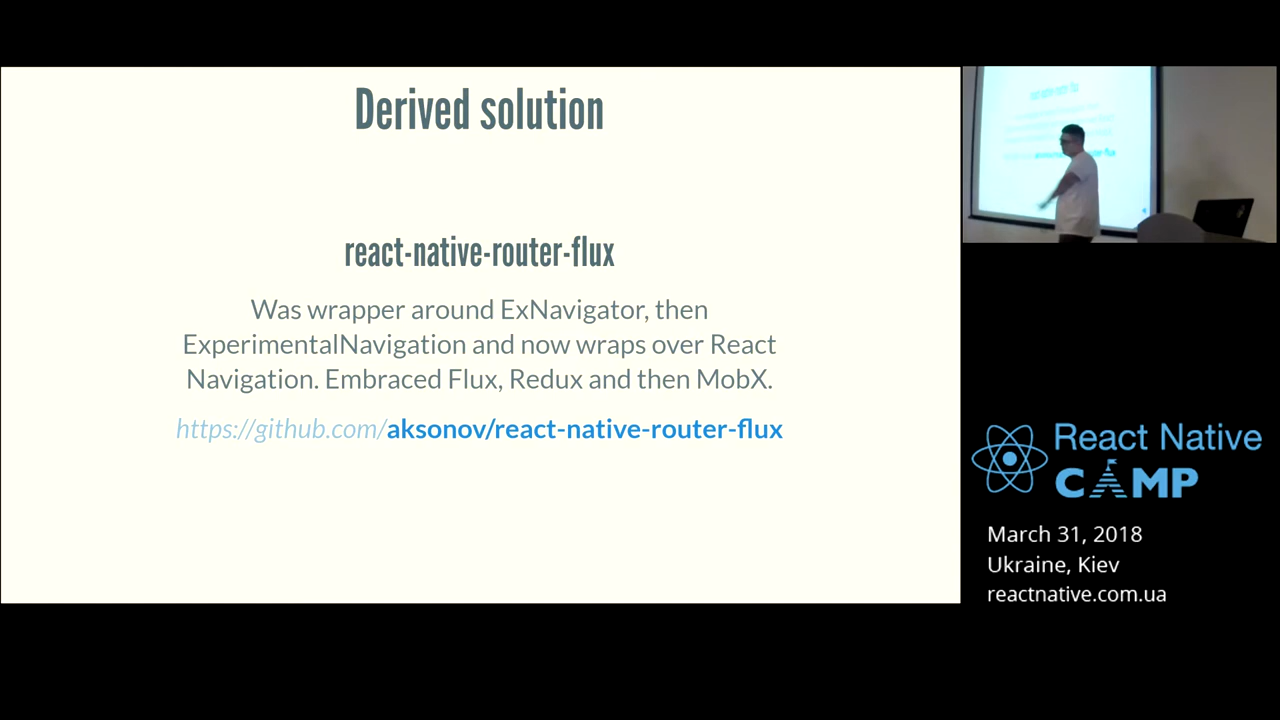 Derived solution
react-native-router-flux
Was wrapper around ExNavigator, then
ExperimentalNavigation and now wraps over React
Navigation. Embraced Flux, Redux and then MobX.
https://github.com/aksonov/react-native-router-flux
React Native
CAMP
March 31, 2018
Ukraine, Kiev
reactnative.com.ua